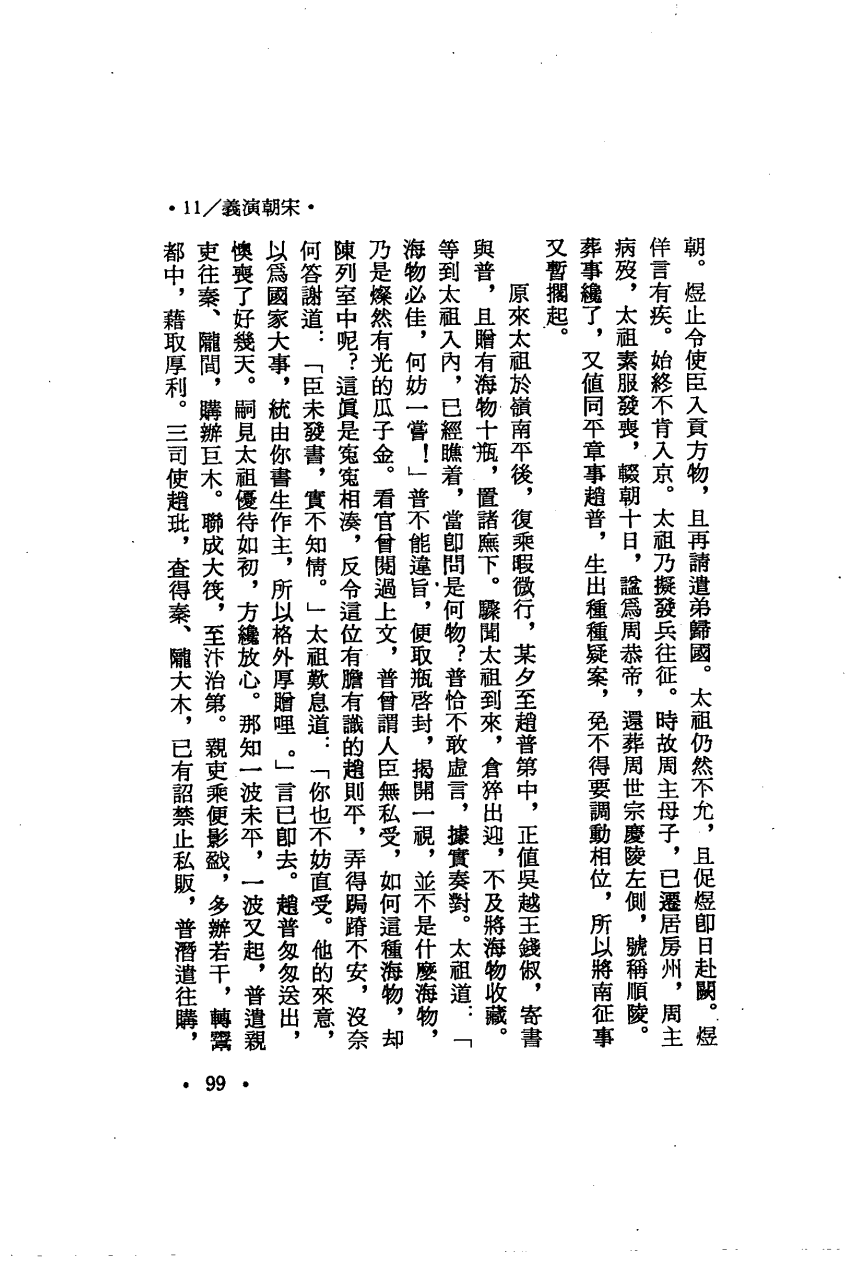 •11╱義演朝宋•
朝。煜止令使臣入貢方物，且再請遣弟歸國。太祖仍然不允，且促煜卽日赴闕。煜
佯言有疾。始終不肯入京。太祖乃擬發兵往征。時故周主母子，已遷居房州，周主
病歿，太祖素服發喪，輟朝十日，諡爲周恭帝，還葬周世宗慶陵左側，號稱順陵。
葬事纔了，又值同平章事趙普，生出種種疑案，免不得要調動相位，所以將南征事
又暫擱起。
原來太祖於嶺南平後，復乘暇微行，某夕至趙普第中，正值吳越王錢俶，寄書
與普，且贈有海物十瓶，置諸廡下。驟聞太祖到來，倉猝出迎，不及將海物收藏。
等到太祖入內，已經瞧着，當卽問是何物？普恰不敢虛言，據實奏對。太祖道：「
海物必佳，何妨一嘗！」普不能違旨，便取瓶啓封，揭開一視，並不是什麼海物，
乃是燦然有光的瓜子金。看官曾閱過上文，普曾謂人臣無私受，如何這種海物，却
陳列室中呢？這眞是寃寃相湊，反令這位有膽有識的趙則平，弄得跼蹐不安，沒奈
何答謝道：「臣未發書，實不知情。」太祖歎息道：「你也不妨直受。他的來意，
以爲國家大事，統由你書生作主，所以格外厚贈哩。」言已卽去。趙普匆匆送出，
懊喪了好幾天。嗣見太祖優待如初，方纔放心。那知一波未平，一波又起，普遣親
吏往秦、隴間，購辦巨木。聯成大筏，至汴治第。親吏乘便影戤，多辦若干，轉鬻
都中，藉取厚利。三司使趙玭，查得秦、隴大木，已有詔禁止私販，普潛遣往購，
•99•